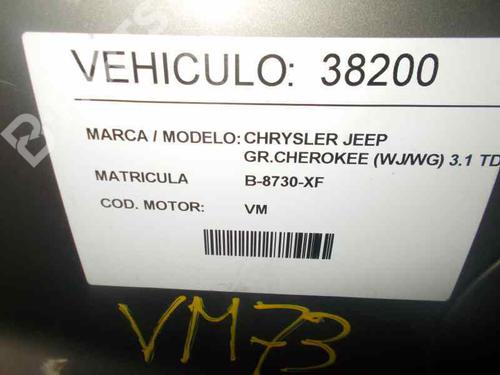 VEHICULO: 38200
MARCA / MODELO: CHRYSLER JEEP
GR.CHEROKEE (WJ/WG) 3.1 TD
MATRICULA B-8730-XF
COD. MOTOR: VM
VM73